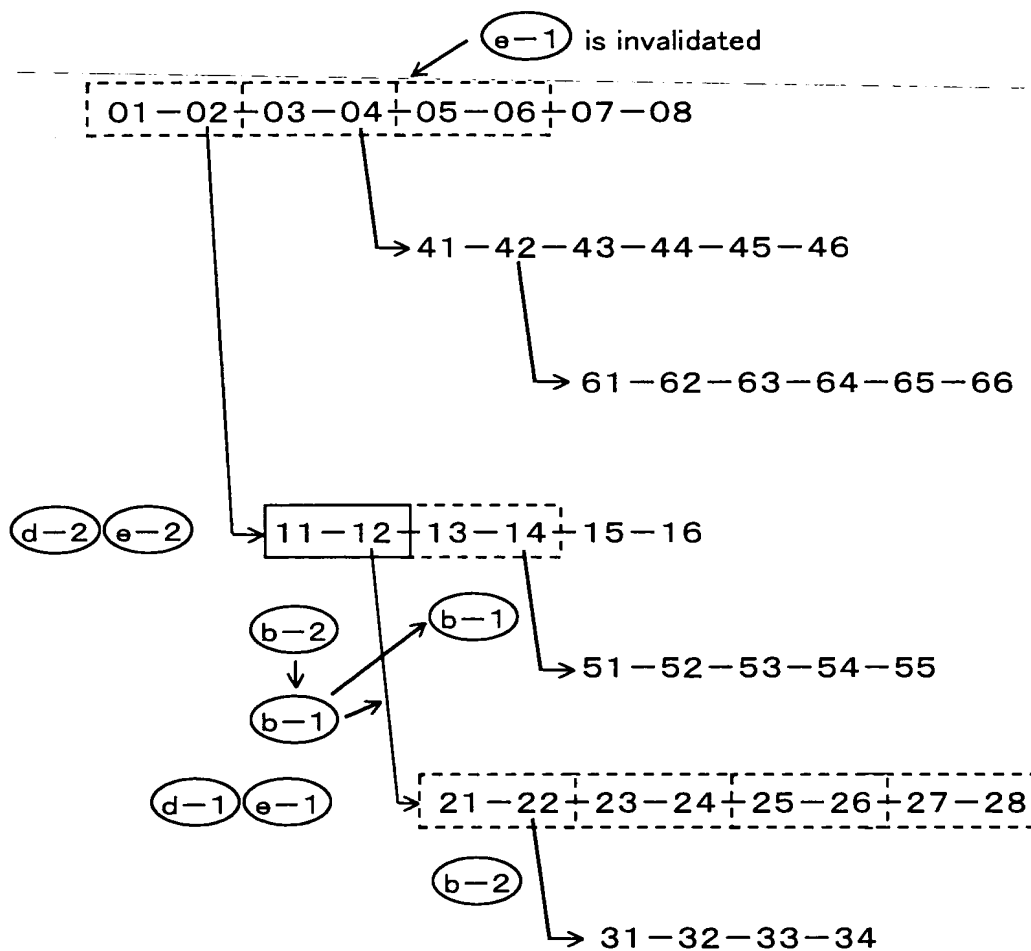 e-1 is invalidated
01-02-03-04-05-06-07-08
41-42-43-44-45-46
61-62-63-64-65-66
d-2 e-2 11-12-13-14-15-16
b-2 b-1
51-52-53-54-55
b-1
d-1 e-1 21-22-23-24-25-26-27-28
b-2
31-32-33-34